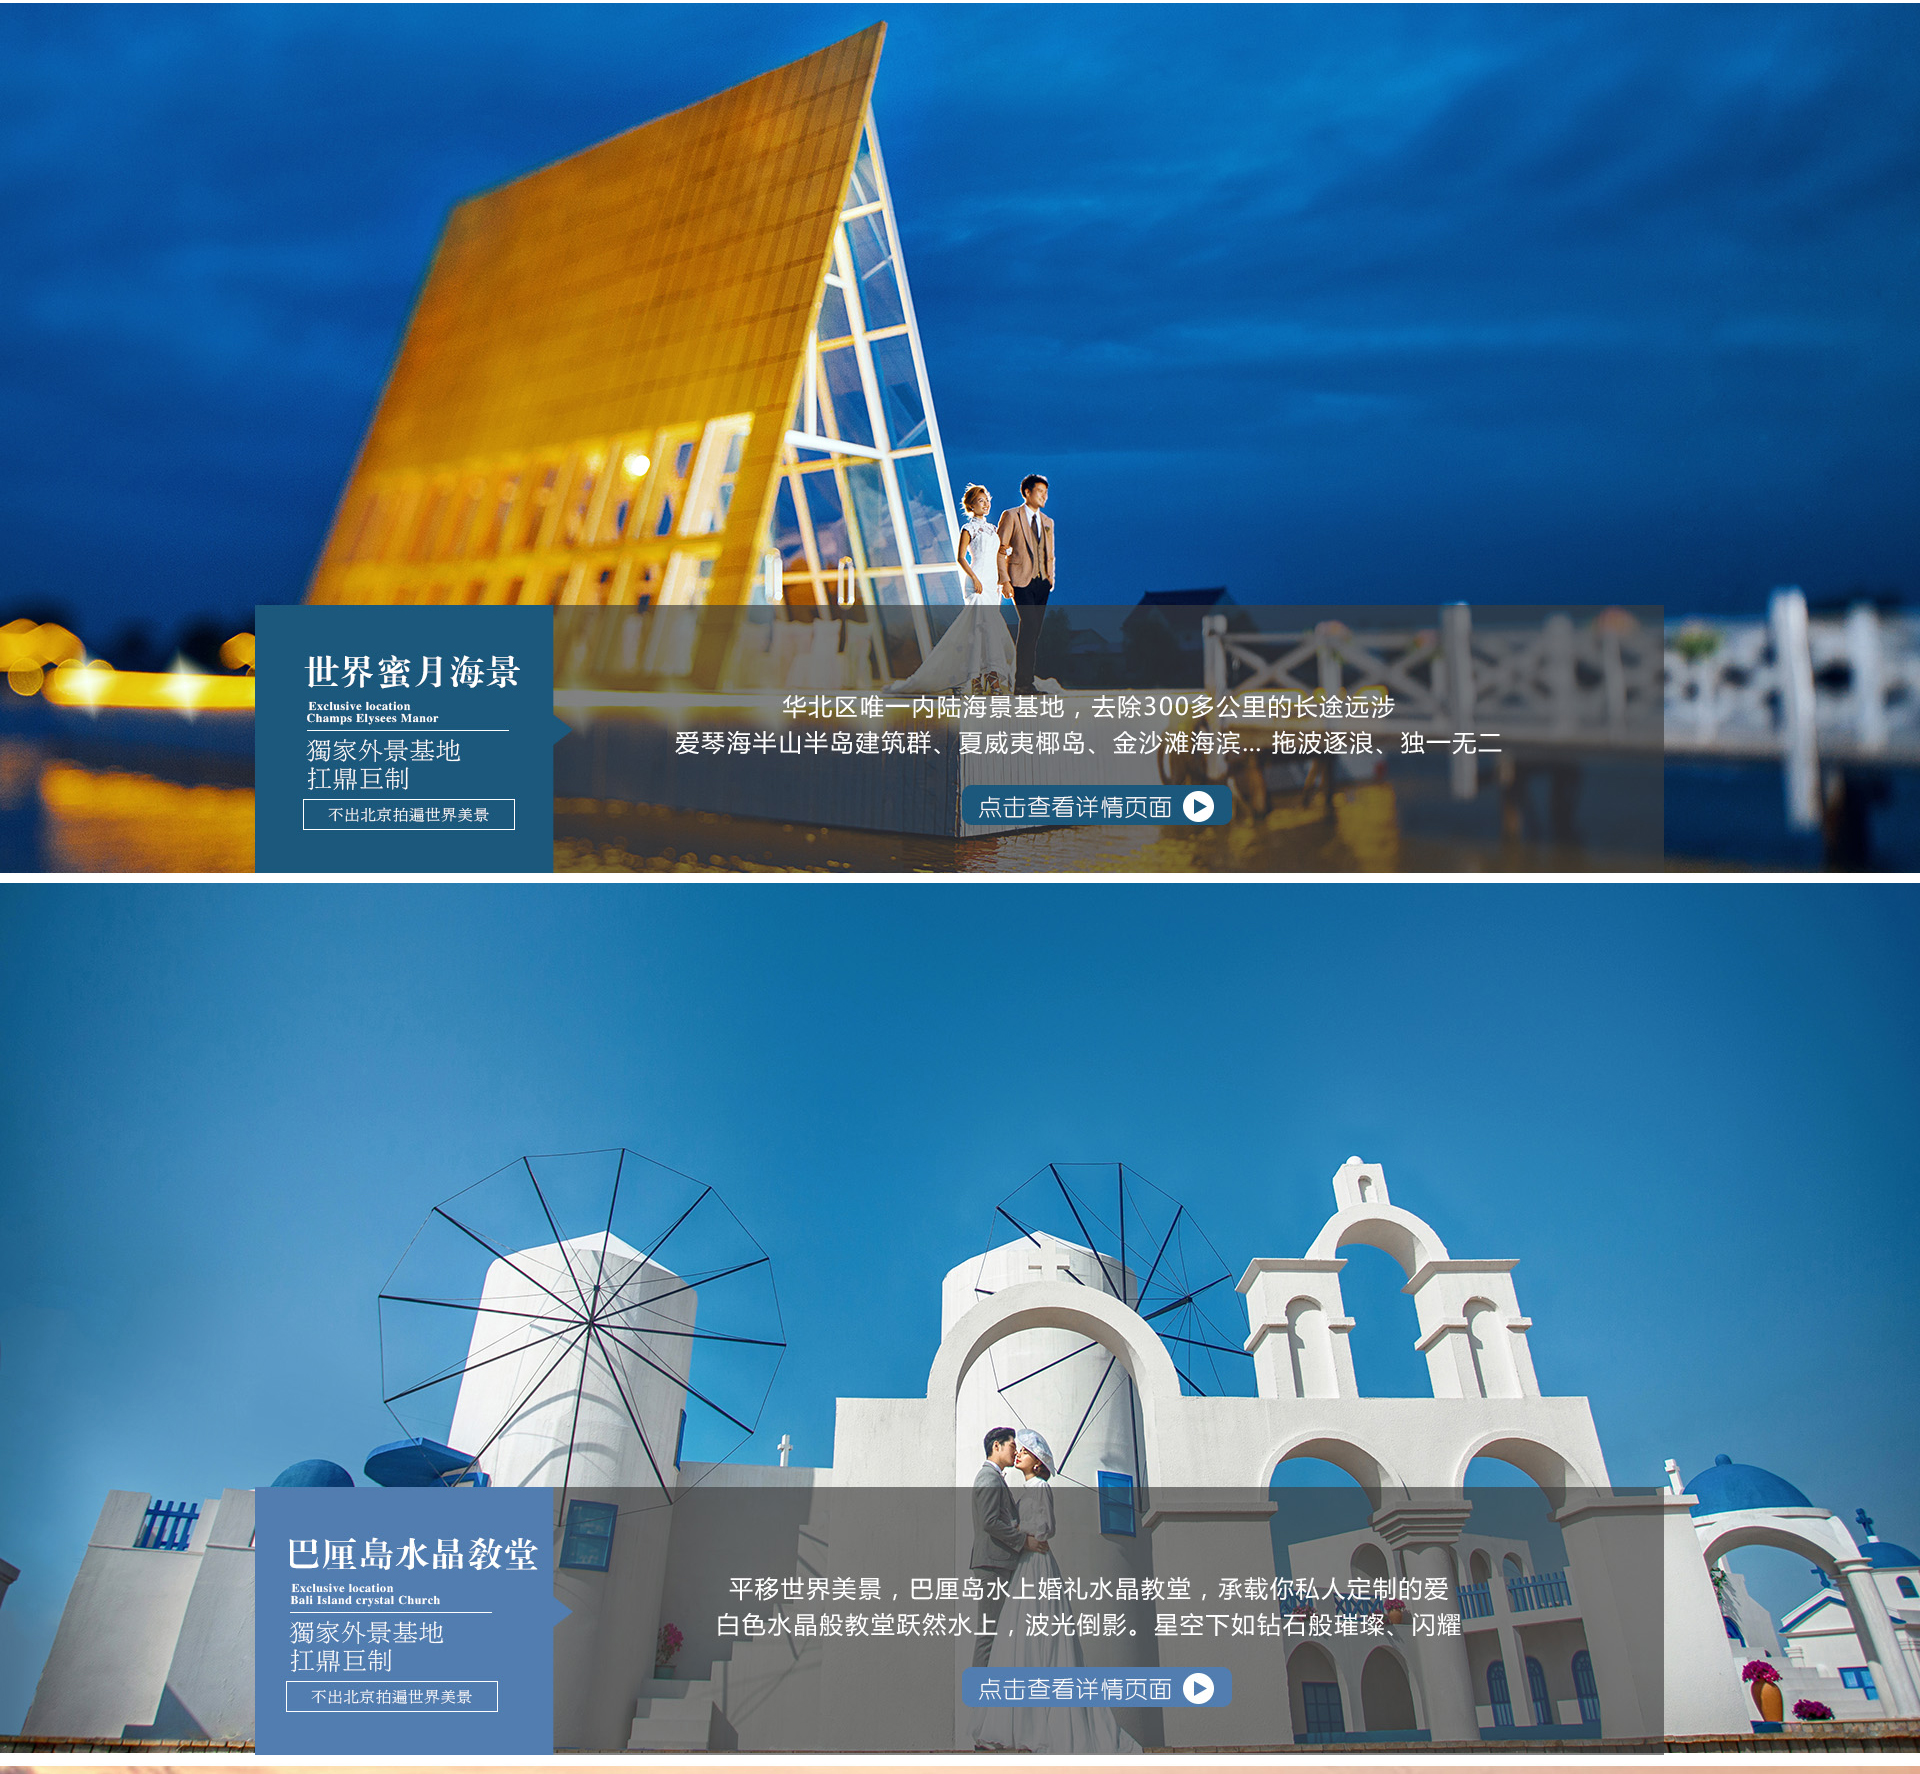 世界蜜月海景
Exclusive location
Champs Elysees Manor
獨家外景基地
扛鼎巨制
不出北京拍遍世界美景
华北区唯一内陆海景基地，去除300多公里的长途远涉
爱琴海半山半岛建筑群、夏威夷椰岛、金沙滩海滨... 拖波逐浪、独一无二
点击查看详情页面
巴厘岛水晶教堂
Exclusive location
Bali Island crystal Church
獨家外景基地
扛鼎巨制
不出北京拍遍世界美景
平移世界美景，巴厘岛水上婚礼水晶教堂，承载你私人定制的爱
白色水晶般教堂跃然水上，波光倒影。星空下如钻石般璀璨、闪耀
点击查看详情页面